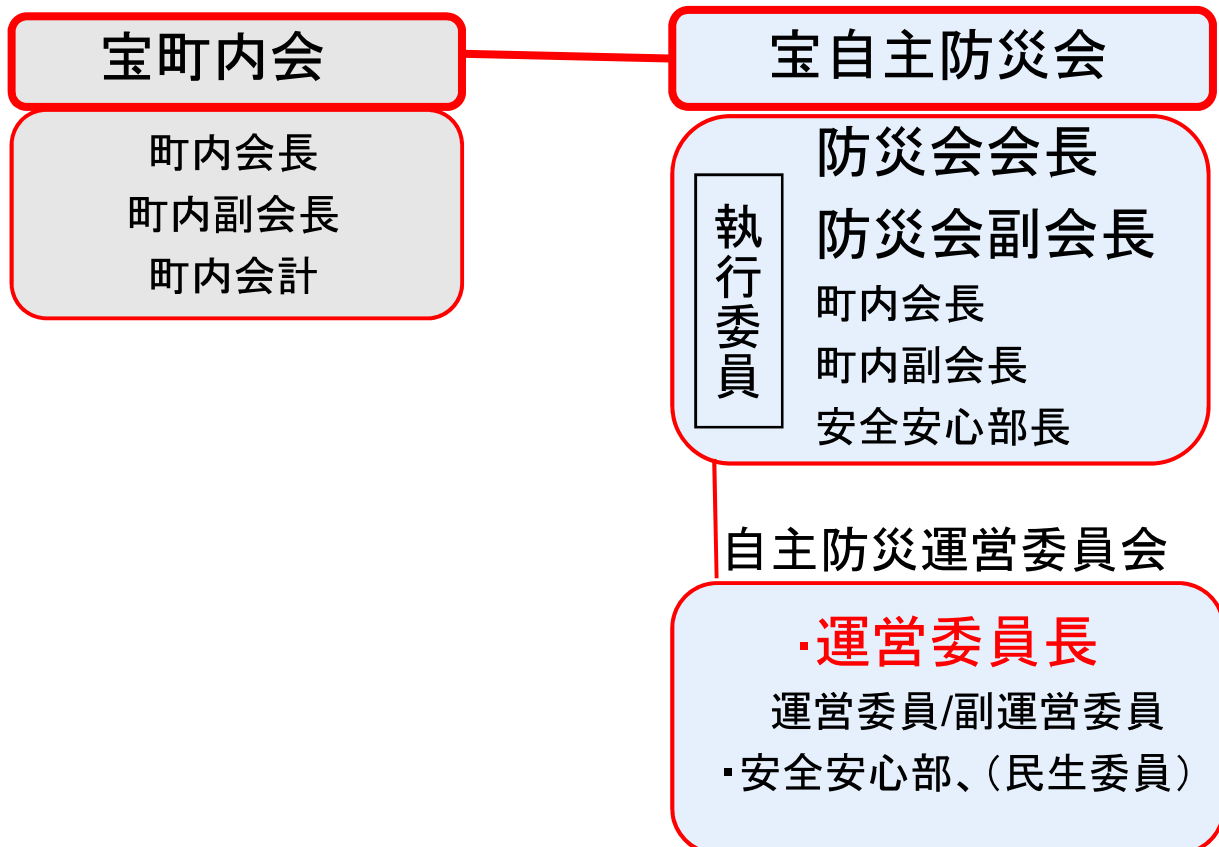 宝町内会
町内会長
町内副会長
町内会計
宝自主防災会
執行委員
防災会会長
防災会副会長
町内会長
町内副会長
安全安心部長
自主防災運営委員会
・運営委員長
運営委員/副運営委員
・安全安心部、（民生委員）